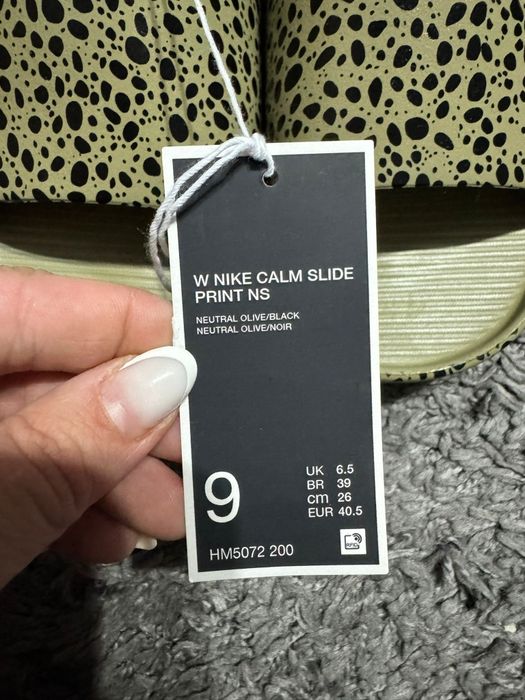 W NIKE CALM SLIDE
PRINT NS
NEUTRAL OLIVE/BLACK
NEUTRAL OLIVE/NOIR
9
UK 6.5
BR 39
cm 26
EUR 40.5
HM5072 200